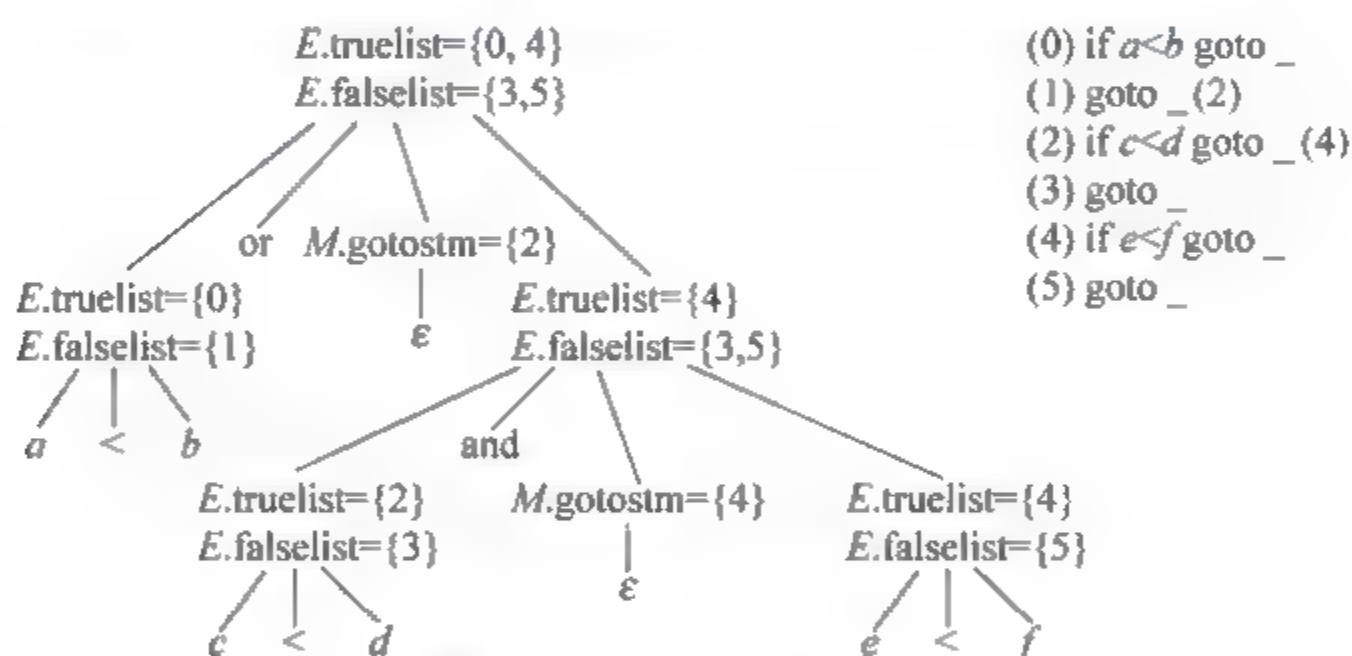 E.truelist={0, 4}
E.falselist={3,5}
or M.gotostm={2}
E.truelist={0}
E.falselist={1}
ε
E.truelist={4}
E.falselist={3,5}
a < b
and
E.truelist={2}
E.falselist={3}
M.gotostm={4}
E.truelist={4}
E.falselist={5}
ε
c < d
e < f
(0) if a<b goto _
(1) goto _ (2)
(2) if c<d goto _ (4)
(3) goto _
(4) if e<f goto _
(5) goto _